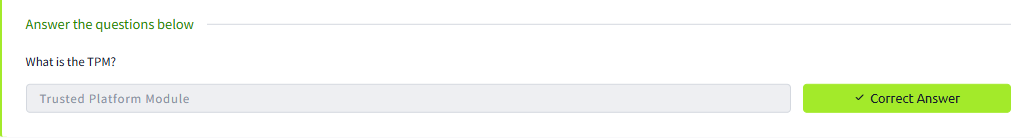 Answer the questions below
What is the TPM?
Trusted Platform Module
✓ Correct Answer